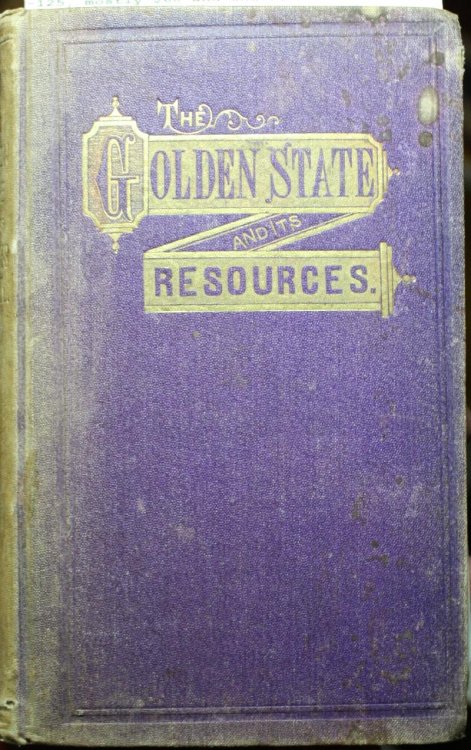 THE
GOLDEN STATE
AND ITS
RESOURCES.